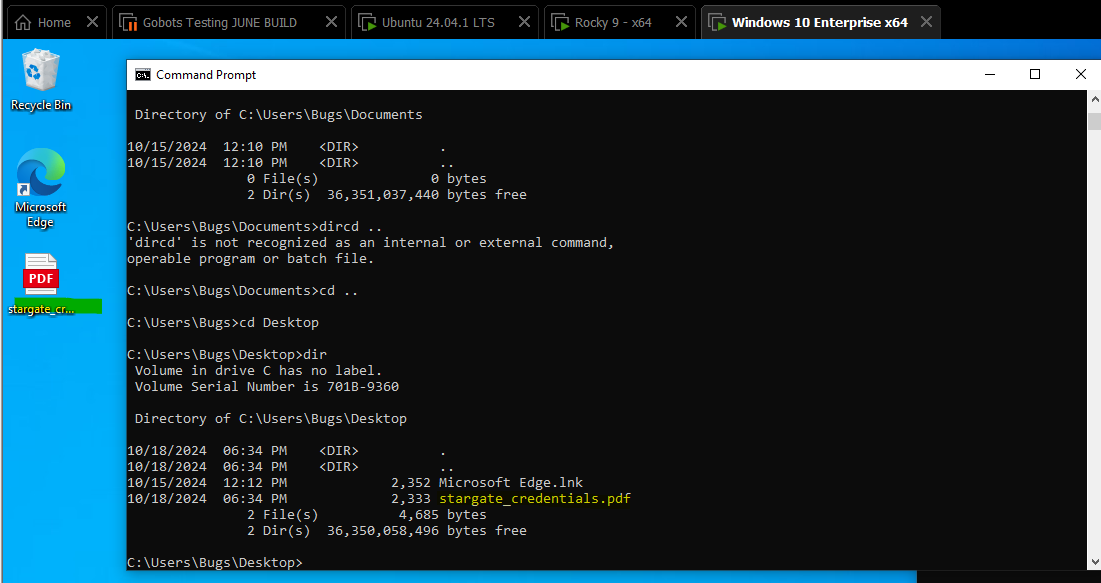 Home
Gobots Testing JUNE BUILD
Ubuntu 24.04.1 LTS
Rocky 9 - x64
Windows 10 Enterprise x64
Recycle Bin
Microsoft
Edge
PDF
stargate_cr...
C:\.
Command Prompt
Directory of C:\Users\Bugs\Documents
10/15/2024  12:10 PM    <DIR>          .
10/15/2024  12:10 PM    <DIR>          ..
               0 File(s)              0 bytes
               2 Dir(s)  36,351,037,440 bytes free
C:\Users\Bugs\Documents>dircd ..
'dircd' is not recognized as an internal or external command,
operable program or batch file.
C:\Users\Bugs\Documents>cd ..
C:\Users\Bugs>cd Desktop
C:\Users\Bugs\Desktop>dir
 Volume in drive C has no label.
 Volume Serial Number is 701B-9360
 Directory of C:\Users\Bugs\Desktop
10/18/2024  06:34 PM    <DIR>          .
10/18/2024  06:34 PM    <DIR>          ..
10/15/2024  12:12 PM             2,352 Microsoft Edge.lnk
10/18/2024  06:34 PM             2,333 stargate_credentials.pdf
               2 File(s)          4,685 bytes
               2 Dir(s)  36,350,058,496 bytes free
C:\Users\Bugs\Desktop>